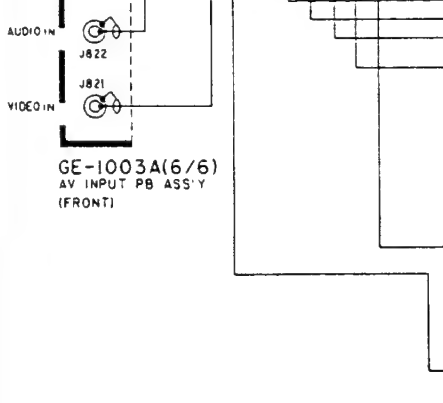 AUDIO IN
J822
J821
VIDEO IN
GE-1003A(6/6)
AV INPUT PB ASS'Y
(FRONT)